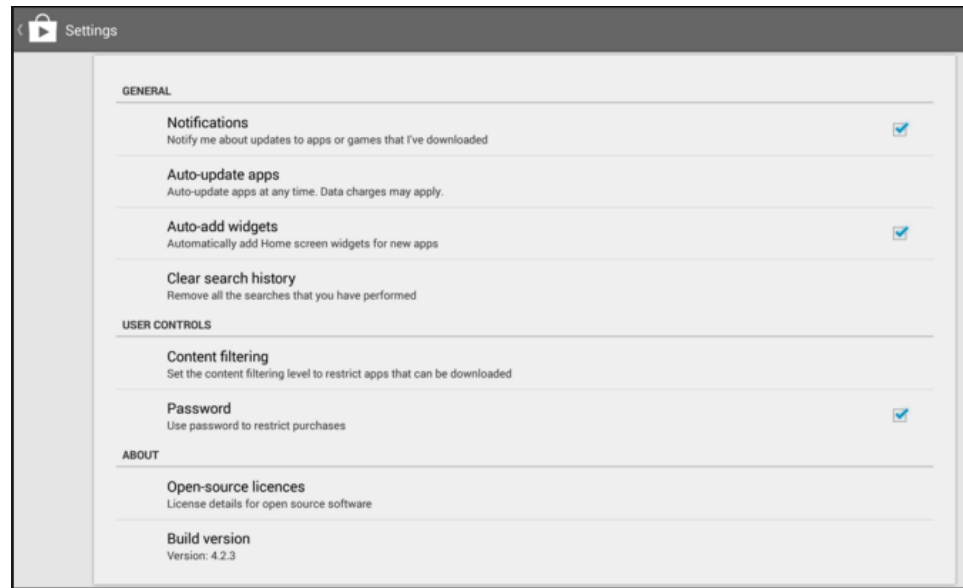 Settings
GENERAL
Notifications
Notify me about updates to apps or games that I've downloaded
Auto-update apps
Auto-update apps at any time. Data charges may apply.
Auto-add widgets
Automatically add Home screen widgets for new apps
Clear search history
Remove all the searches that you have performed
USER CONTROLS
Content filtering
Set the content filtering level to restrict apps that can be downloaded
Password
Use password to restrict purchases
ABOUT
Open-source licences
License details for open source software
Build version
Version: 4.2.3